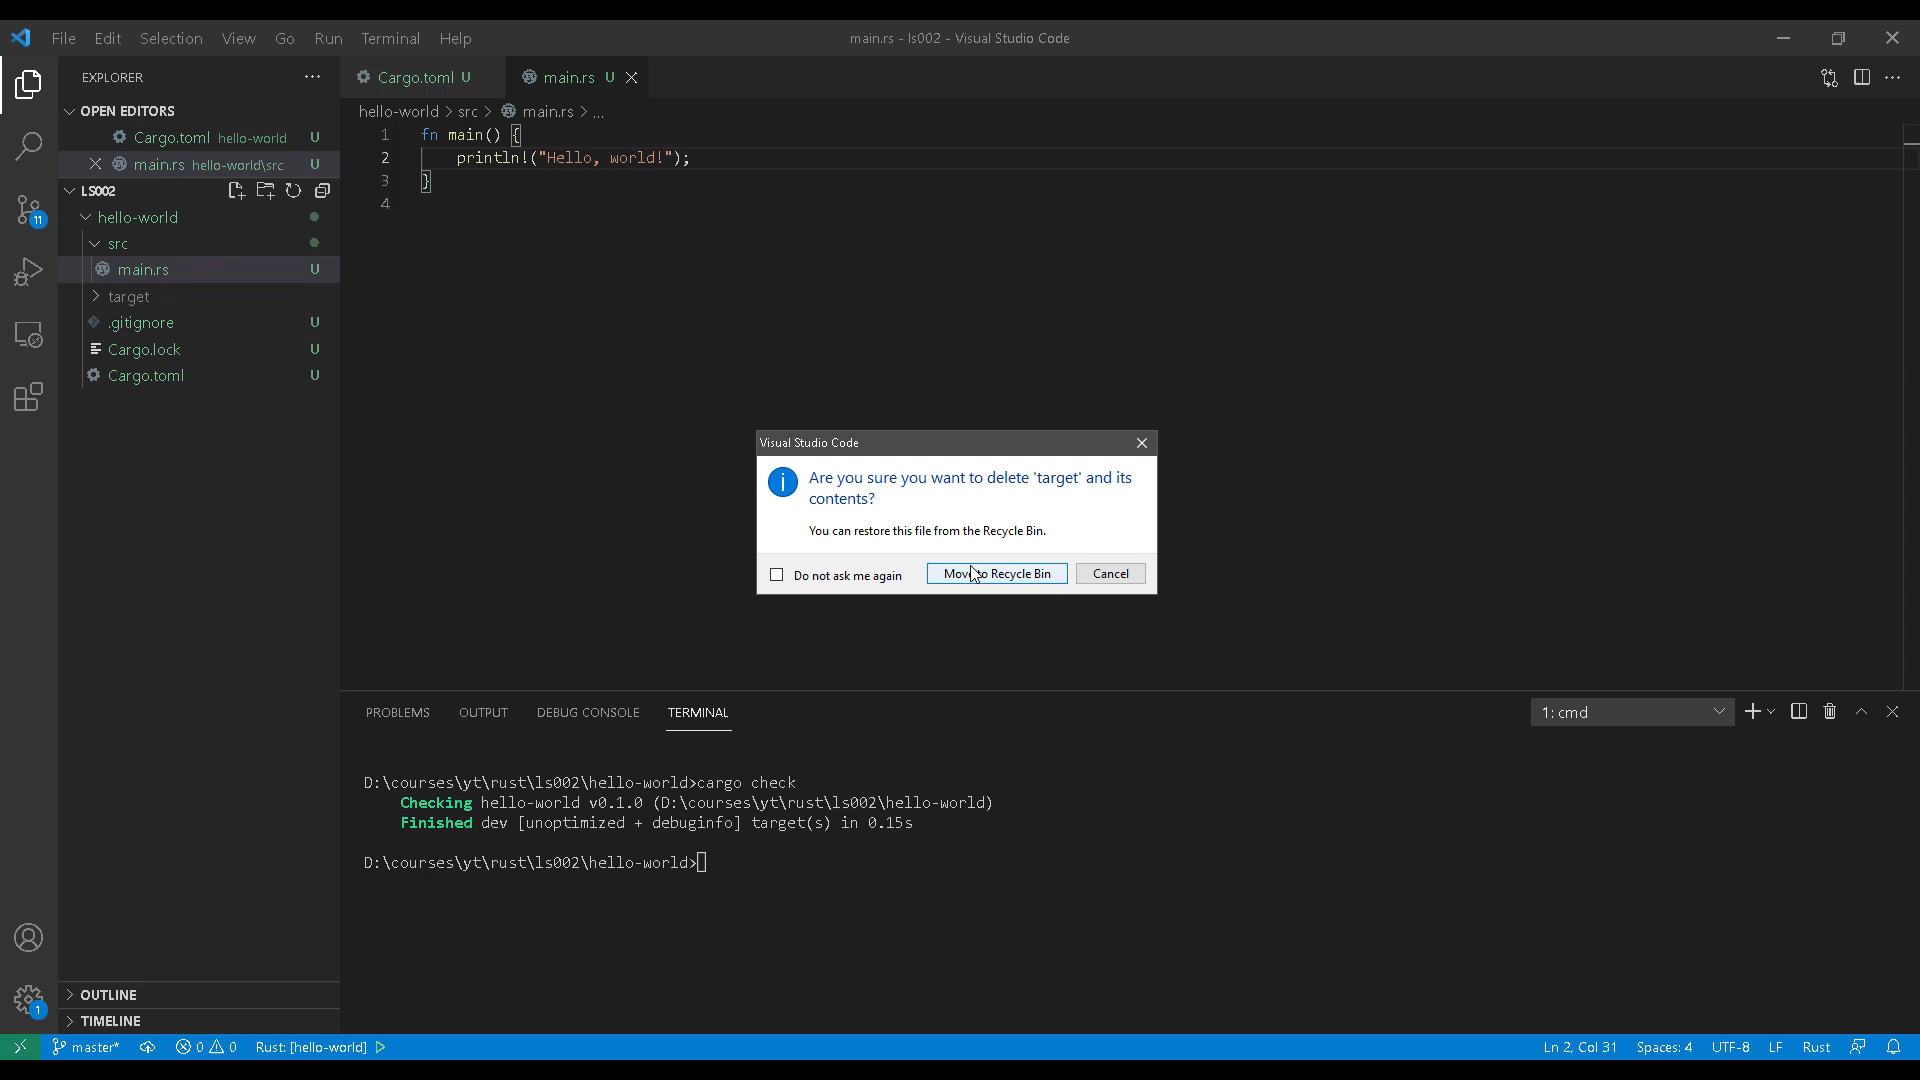 File Edit Selection View Go Run Terminal Help
main.rs - ls002 - Visual Studio Code
EXPLORER
Cargo.toml U
main.rs U
OPEN EDITORS
Cargo.toml hello-world U
main.rs hello-world\src U
LS002
hello-world
src
main.rs U
target
.gitignore U
Cargo.lock U
Cargo.toml U
11
hello-world > src > main.rs > ...
1 fn main() {
2 println!("Hello, world!");
3 }
4
Visual Studio Code
Are you sure you want to delete 'target' and its
contents?
You can restore this file from the Recycle Bin.
Do not ask me again
Move to Recycle Bin
Cancel
PROBLEMS OUTPUT DEBUG CONSOLE TERMINAL
1: cmd
D:\courses\yt\rust\ls002\hello-world>cargo check
Checking hello-world v0.1.0 (D:\courses\yt\rust\ls002\hello-world)
Finished dev [unoptimized + debuginfo] target(s) in 0.15s
D:\courses\yt\rust\ls002\hello-world>
OUTLINE
1
TIMELINE
master* 0 0 Rust: [hello-world]
Ln 2, Col 31 Spaces: 4 UTF-8 LF Rust